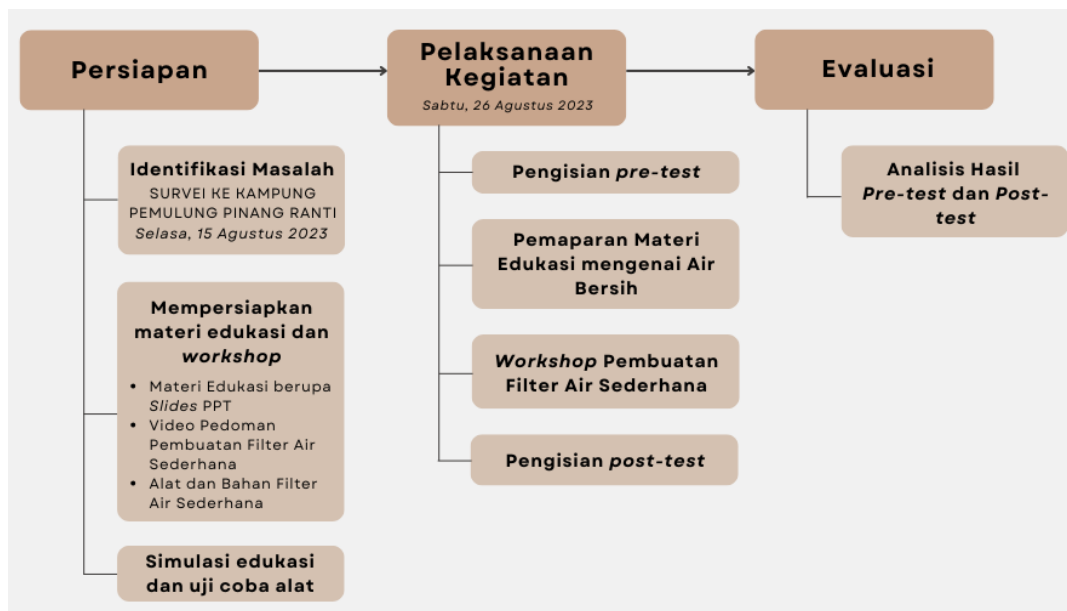 Persiapan
Identifikasi Masalah
SURVEI KE KAMPUNG
PEMULUNG PINANG RANTI
Selasa, 15 Agustus 2023
Mempersiapkan
materi edukasi dan
workshop
• Materi Edukasi berupa
Slides PPT
• Video Pedoman
Pembuatan Filter Air
Sederhana
• Alat dan Bahan Filter
Air Sederhana
Simulasi edukasi
dan uji coba alat
Pelaksanaan
Kegiatan
Sabtu, 26 Agustus 2023
Pengisian pre-test
Pemaparan Materi
Edukasi mengenai Air
Bersih
Workshop Pembuatan
Filter Air Sederhana
Pengisian post-test
Evaluasi
Analisis Hasil
Pre-test dan Post-
test